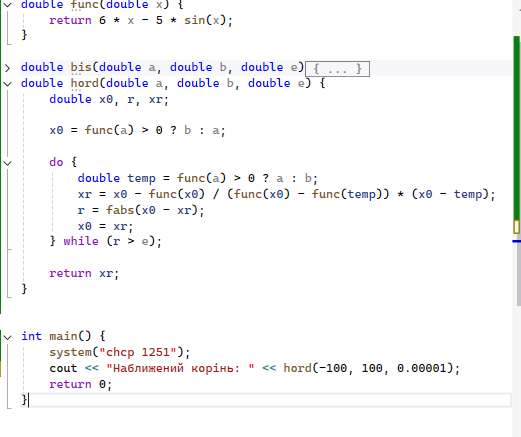 double func(double x) {
    return 6 * x - 5 * sin(x);
}
double bis(double a, double b, double e){ ... }
double hord(double a, double b, double e) {
    double x0, r, xr;
    x0 = func(a) > 0 ? b : a;
    do {
        double temp = func(a) > 0 ? a : b;
        xr = x0 - func(x0) / (func(x0) - func(temp)) * (x0 - temp);
        r = fabs(x0 - xr);
        x0 = xr;
    } while (r > e);
    return xr;
}
int main() {
    system("chcp 1251");
    cout << "Наближений корінь: " << hord(-100, 100, 0.00001);
    return 0;
}